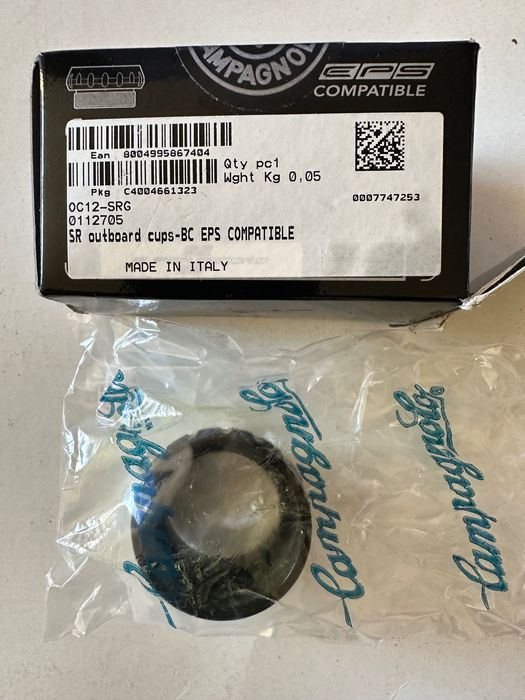 CAMPAGNOLO
EPS
COMPATIBLE
Ean 8004995867404
Qty pc1
Wght Kg 0,05
Pkg C4004661323
OC12-SRG
0007747253
0112705
SR outboard cups-BC EPS COMPATIBLE
MADE IN ITALY
Campagnolo
Campagnolo
Campagnolo